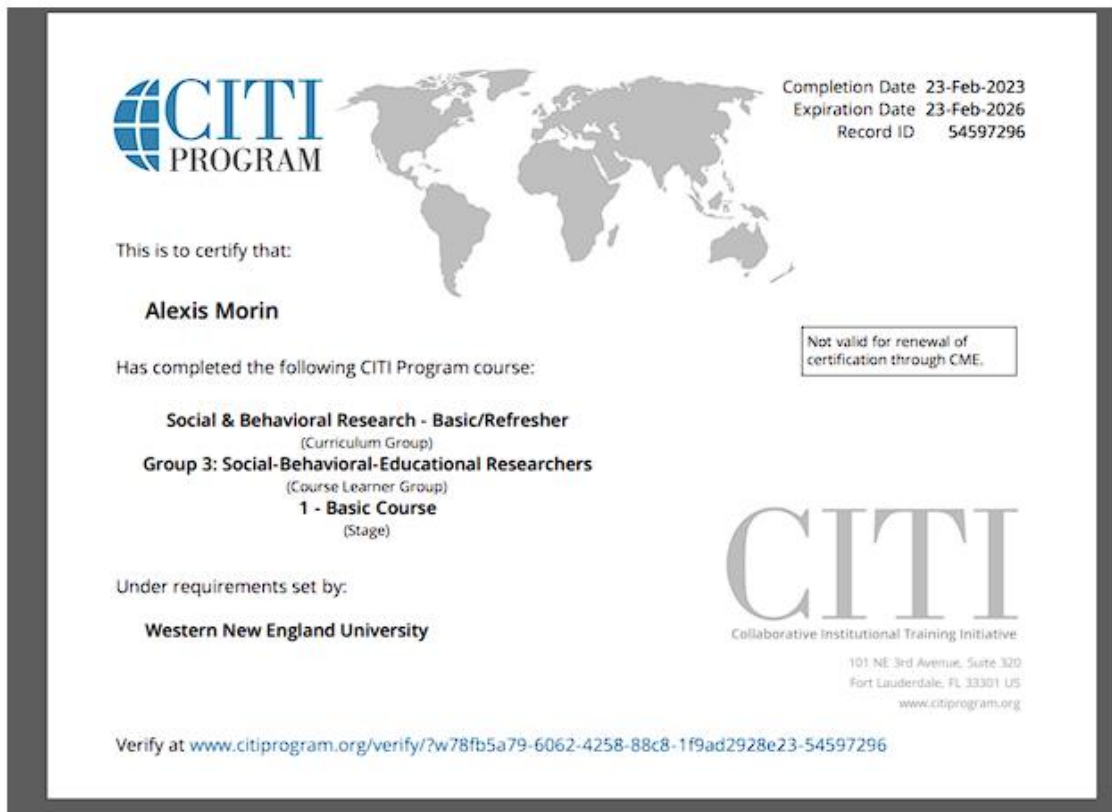 CITI
PROGRAM
Completion Date 23-Feb-2023
Expiration Date 23-Feb-2026
Record ID 54597296
This is to certify that:
Alexis Morin
Not valid for renewal of
certification through CME.
Has completed the following CITI Program course:
Social & Behavioral Research - Basic/Refresher
(Curriculum Group)
Group 3: Social-Behavioral-Educational Researchers
(Course Learner Group)
1 - Basic Course
(Stage)
Under requirements set by:
Western New England University
CITI
Collaborative Institutional Training Initiative
101 NE 3rd Avenue, Suite 320
Fort Lauderdale, FL 33301 US
www.citiprogram.org
Verify at www.citiprogram.org/verify/?w78fb5a79-6062-4258-88c8-1f9ad2928e23-54597296